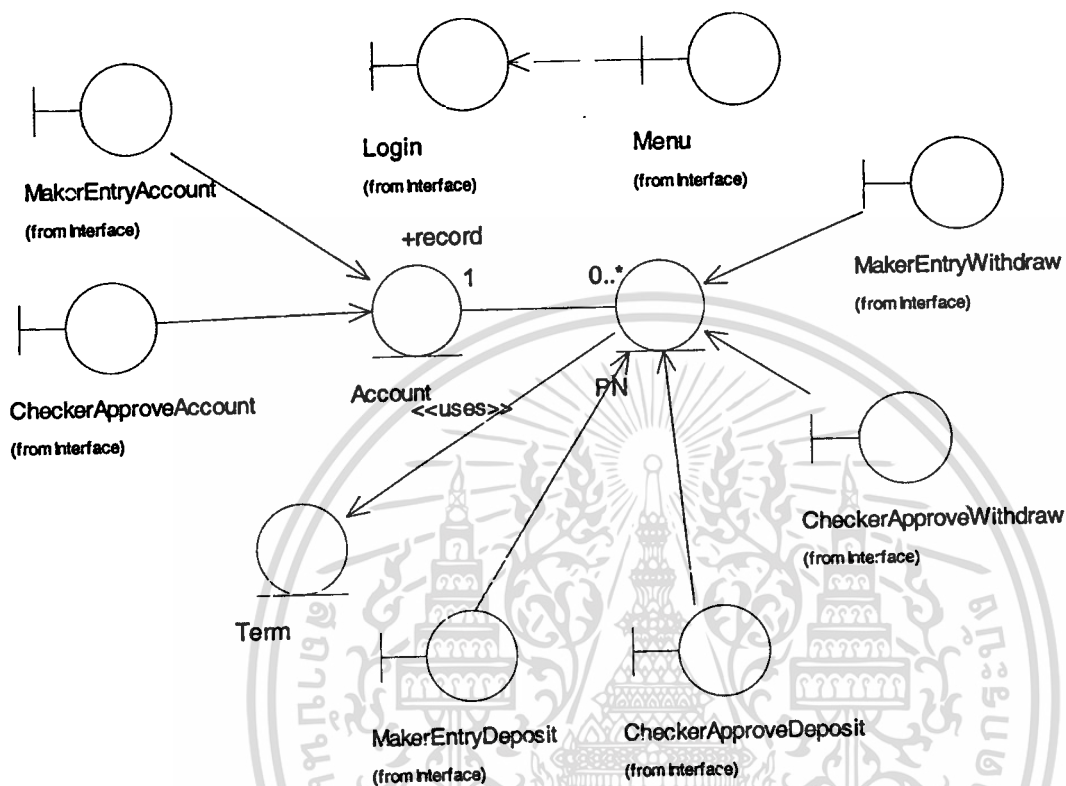 Login
(from Interface)
Menu
(from Interface)
MakerEntryAccount
(from Interface)
MakerEntryWithdraw
(from Interface)
+record
1
0..*
CheckerApproveAccount
(from Interface)
Account
<<uses>>
PN
CheckerApproveWithdraw
(from Interface)
Term
MakerEntryDeposit
(from Interface)
CheckerApproveDeposit
(from Interface)